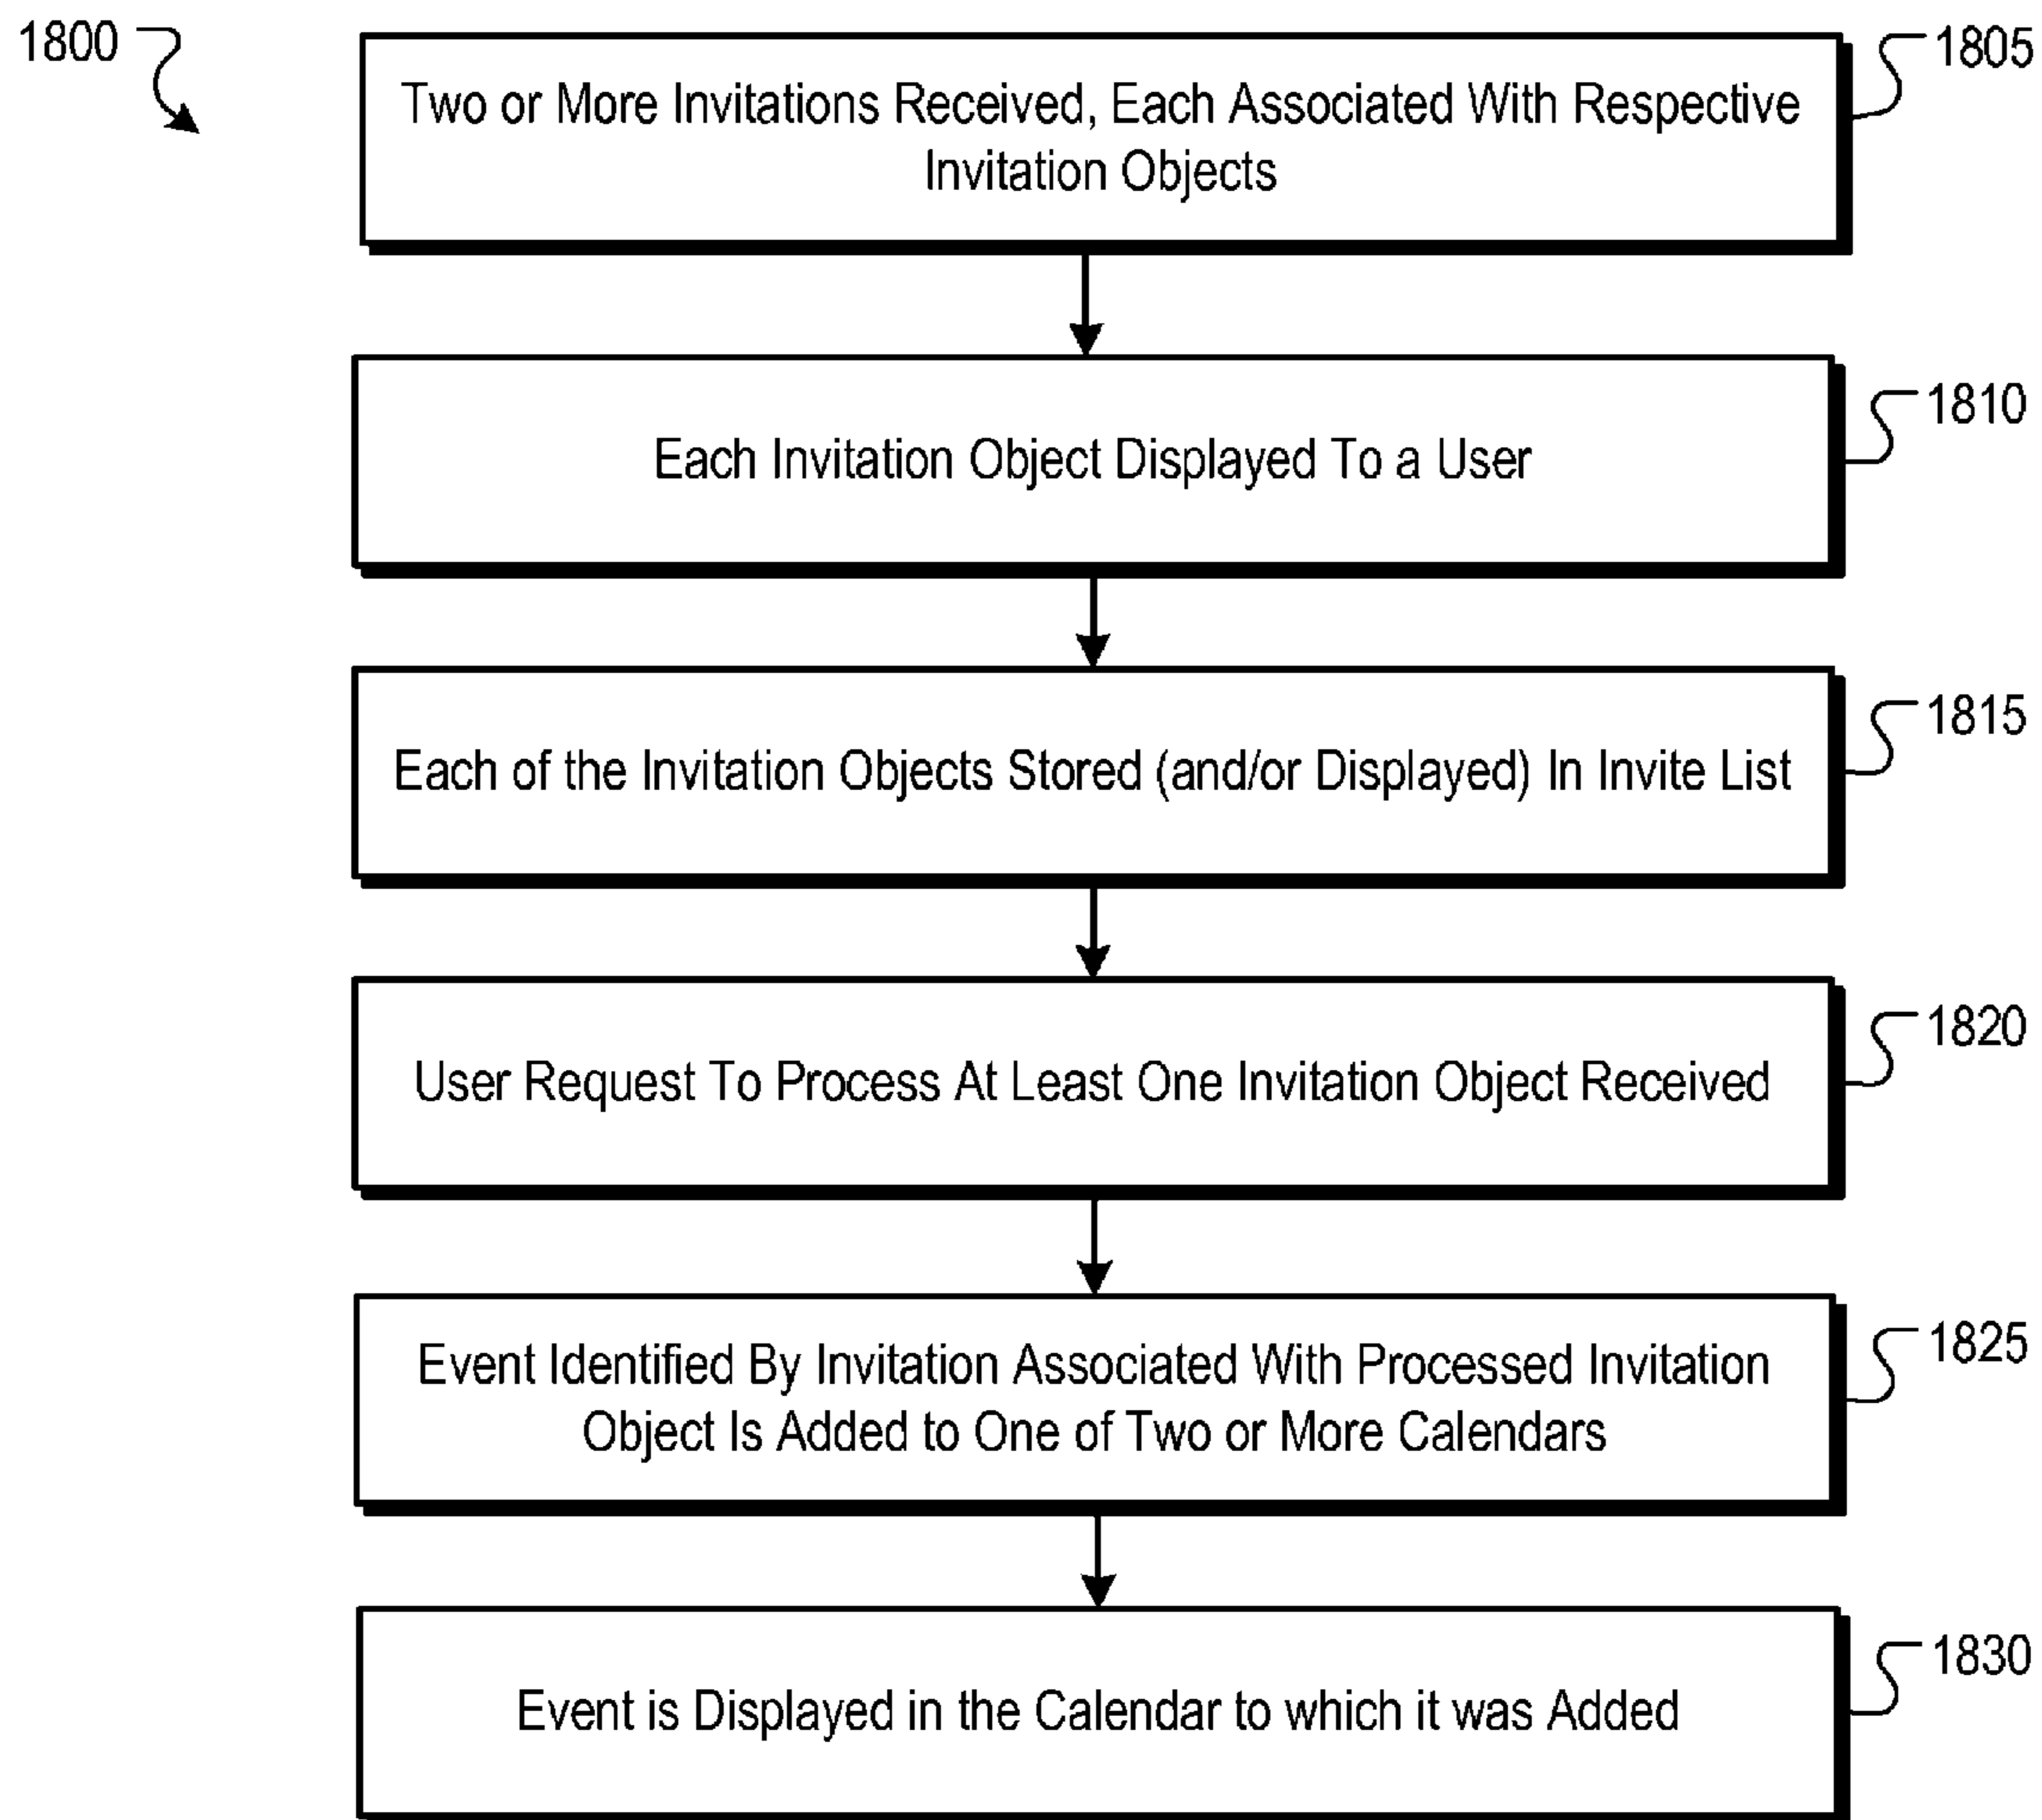 1800
1805
Two or More Invitations Received, Each Associated With Respective
Invitation Objects
1810
Each Invitation Object Displayed To a User
1815
Each of the Invitation Objects Stored (and/or Displayed) In Invite List
1820
User Request To Process At Least One Invitation Object Received
1825
Event Identified By Invitation Associated With Processed Invitation
Object Is Added to One of Two or More Calendars
1830
Event is Displayed in the Calendar to which it was Added